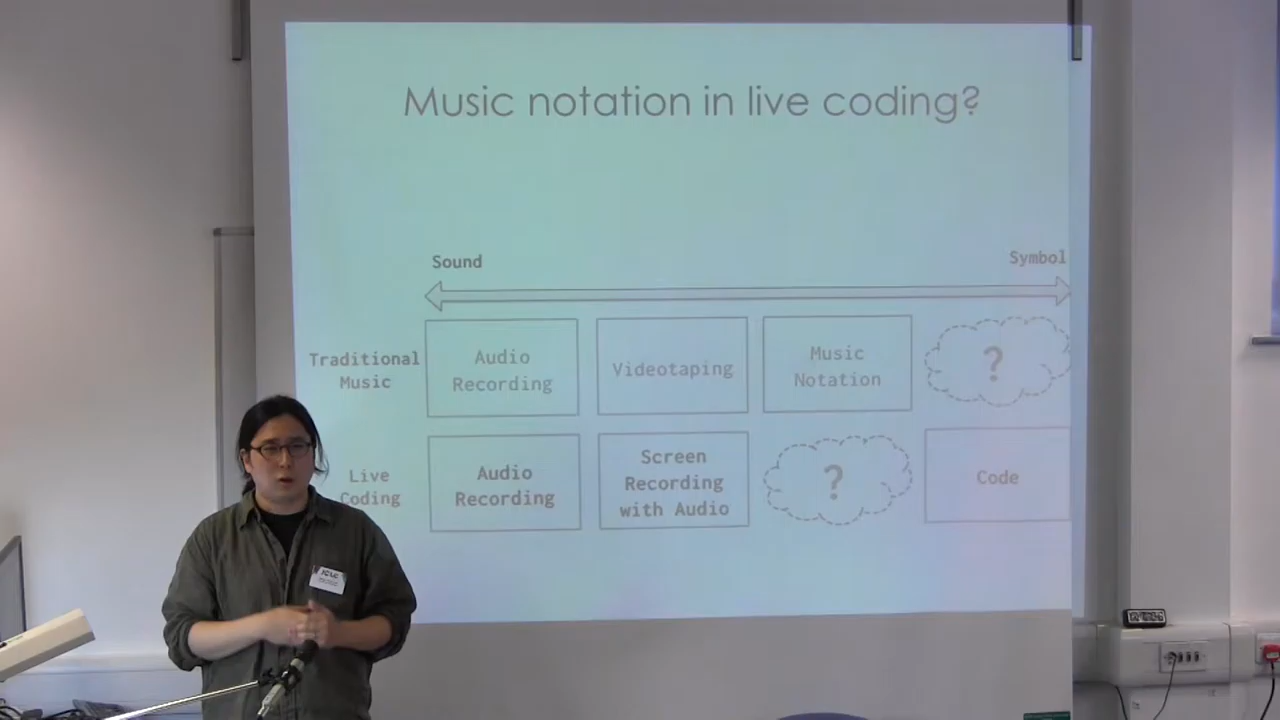 Music notation in live coding?
Sound
Symbol
Traditional
Music
Audio
Recording
Videotaping
Music
Notation
?
Live
Coding
Audio
Recording
Screen
Recording
with Audio
?
Code